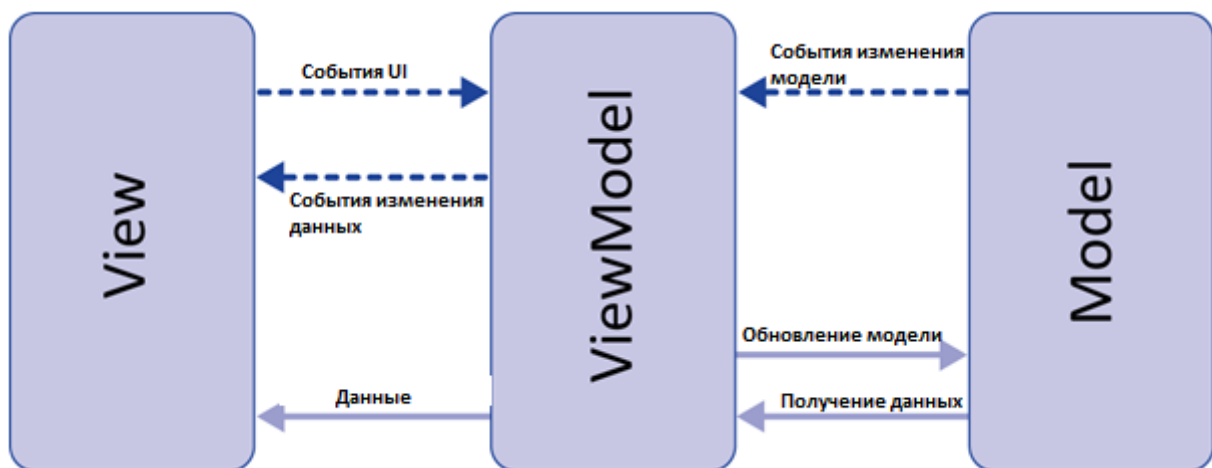 View
События UI
События изменения
данных
Данные
ViewModel
События изменения
модели
Обновление модели
Получение данных
Model